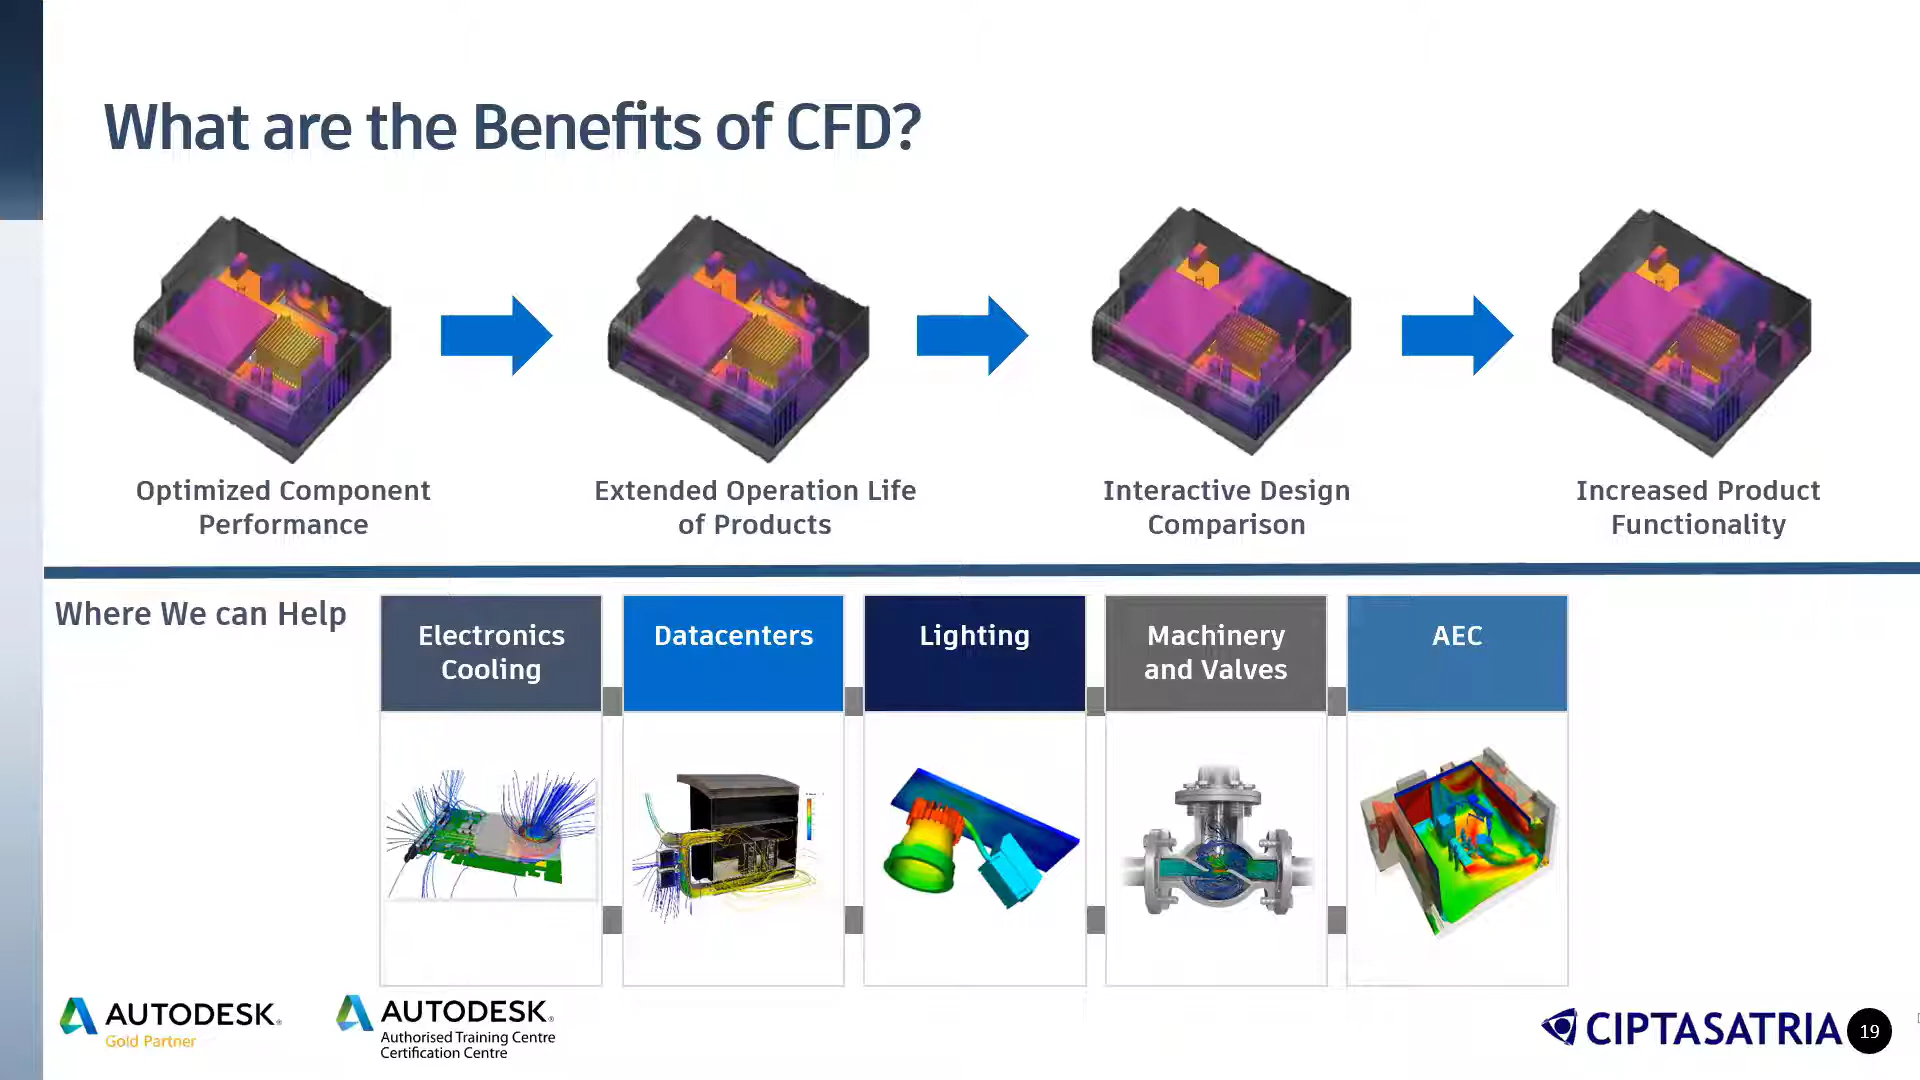 What are the Benefits of CFD?
Optimized Component
Performance
Extended Operation Life
of Products
Interactive Design
Comparison
Increased Product
Functionality
Where We can Help
Electronics
Cooling
Datacenters
Lighting
Machinery
and Valves
AEC
AUTODESK®
Gold Partner
AUTODESK®
Authorised Training Centre
Certification Centre
CIPTASATRIA
19